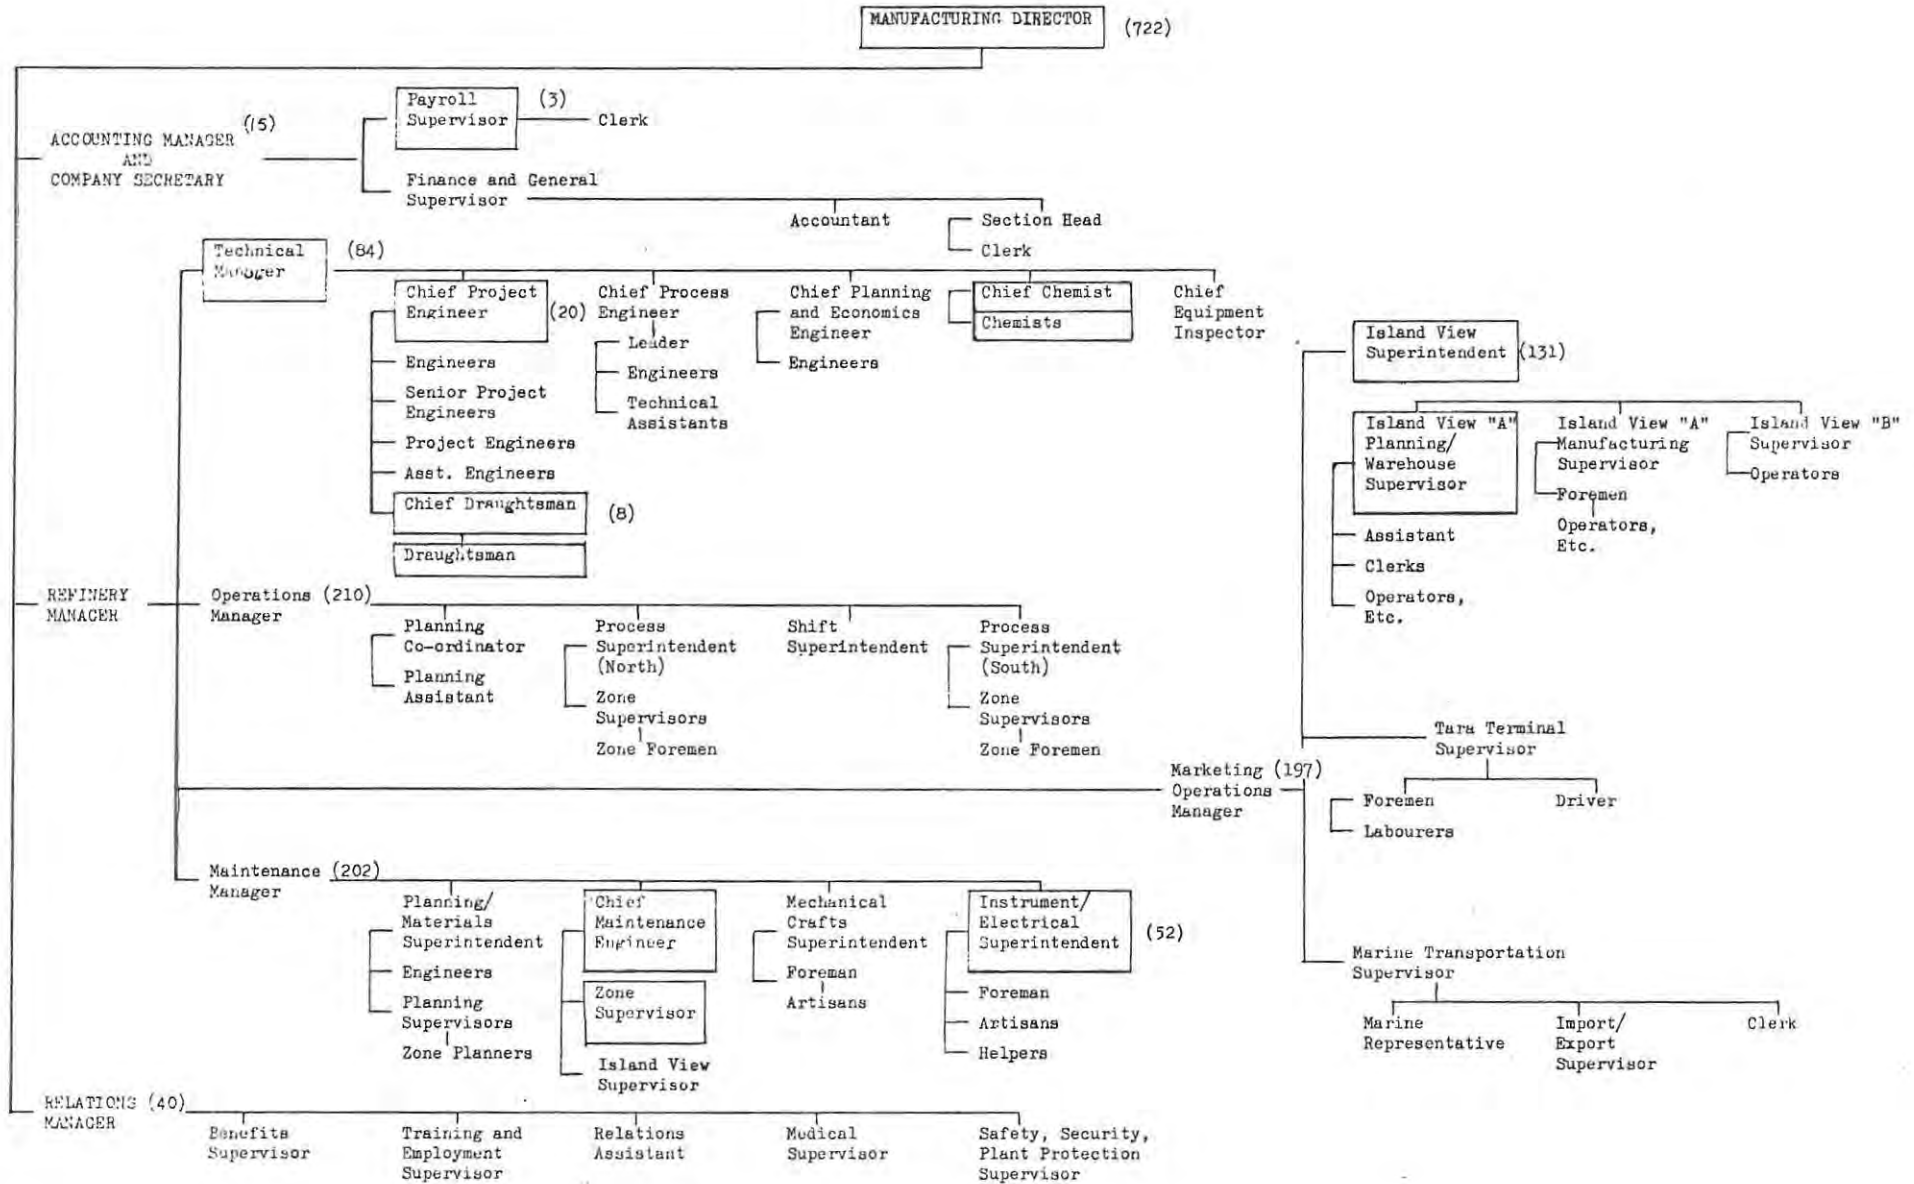 MANUFACTURING DIRECTOR (722)
Payroll
Supervisor
(3)
Clerk
ACCOUNTING MANAGER (15)
AND
COMPANY SECRETARY
Finance and General
Supervisor
Accountant
Section Head
Clerk
Technical
Manager
(84)
Chief Project
Engineer
(20)
Engineers
Senior Project
Engineers
Project Engineers
Asst. Engineers
Chief Draughtsman
(8)
Draughtsman
Chief Process
Engineer
Leader
Engineers
Technical
Assistants
Chief Planning
and Economics
Engineer
Engineers
Chief Chemist
Chemists
Chief
Equipment
Inspector
Island View
Superintendent (131)
Island View "A"
Planning/
Warehouse
Supervisor
Assistant
Clerks
Operators,
Etc.
Island View "A"
Manufacturing
Supervisor
Foremen
Operators,
Etc.
Island View "B"
Supervisor
Operators
REFINERY
MANAGER
Operations (210)
Manager
Planning
Co-ordinator
Planning
Assistant
Process
Superintendent
(North)
Zone
Supervisors
Zone Foremen
Shift
Superintendent
Process
Superintendent
(South)
Zone
Supervisors
Zone Foremen
Marketing (197)
Operations
Manager
Tara Terminal
Supervisor
Foremen
Labourers
Driver
Maintenance (202)
Manager
Planning/
Materials
Superintendent
Engineers
Planning
Supervisors
Zone Planners
Chief
Maintenance
Engineer
Zone
Supervisor
Island View
Supervisor
Mechanical
Crafts
Superintendent
Foreman
Artisans
Instrument/
Electrical
Superintendent
(52)
Foreman
Artisans
Helpers
Marine Transportation
Supervisor
Marine
Representative
Import/
Export
Supervisor
Clerk
RELATIONS (40)
MANAGER
Benefits
Supervisor
Training and
Employment
Supervisor
Relations
Assistant
Medical
Supervisor
Safety, Security,
Plant Protection
Supervisor